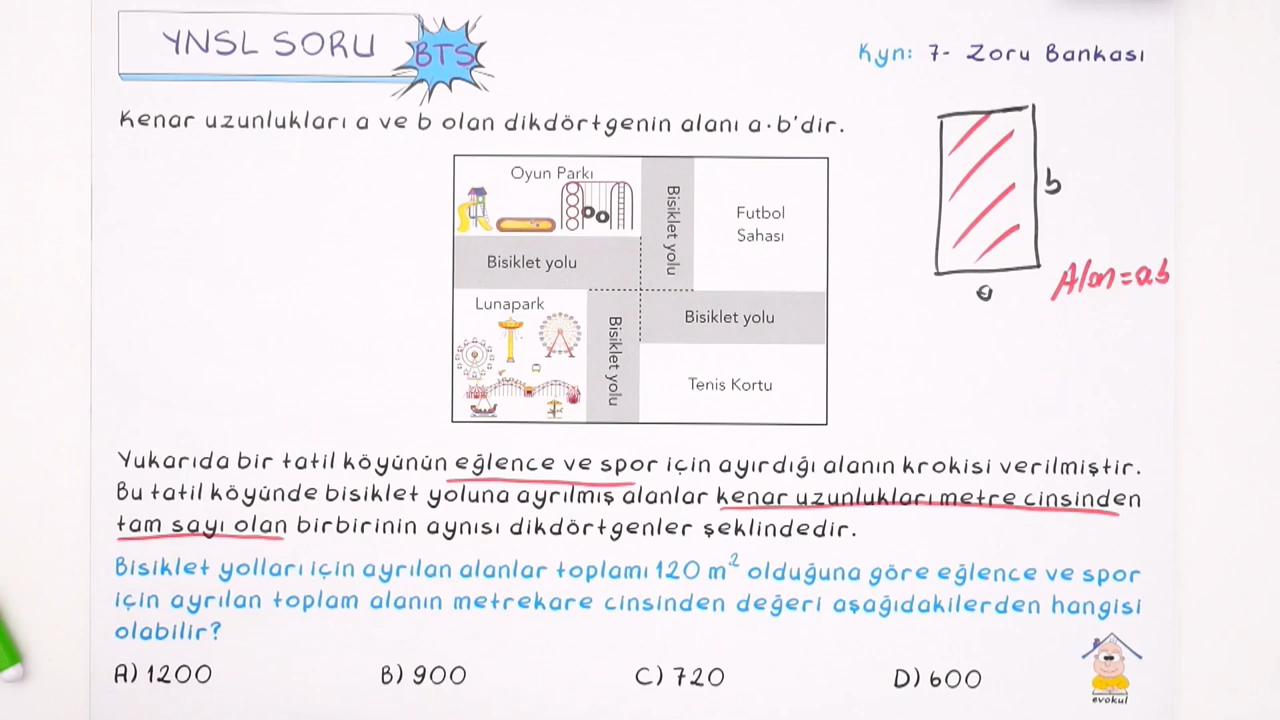 YNSL SORU
BTS
Kyn: 7- Zoru Bankası
Kenar uzunlukları a ve b olan dikdörtgenin alanı a·b'dir.
Oyun Parkı
Bisiklet yolu
Futbol
Sahası
Bisiklet yolu
Lunapark
Bisiklet yolu
Bisiklet yolu
Tenis Kortu
b
a
Alan=ab
Yukarıda bir tatil köyünün eğlence ve spor için ayırdığı alanın krokisi verilmiştir.
Bu tatil köyünde bisiklet yoluna ayrılmış alanlar kenar uzunlukları metre cinsinden
tam sayı olan birbirinin aynısı dikdörtgenler şeklindedir.
Bisiklet yolları için ayrılan alanlar toplamı 120 m² olduğuna göre eğlence ve spor
için ayrılan toplam alanın metrekare cinsinden değeri aşağıdakilerden hangisi
olabilir?
A) 1200 B) 900 C) 720 D) 600
evokul